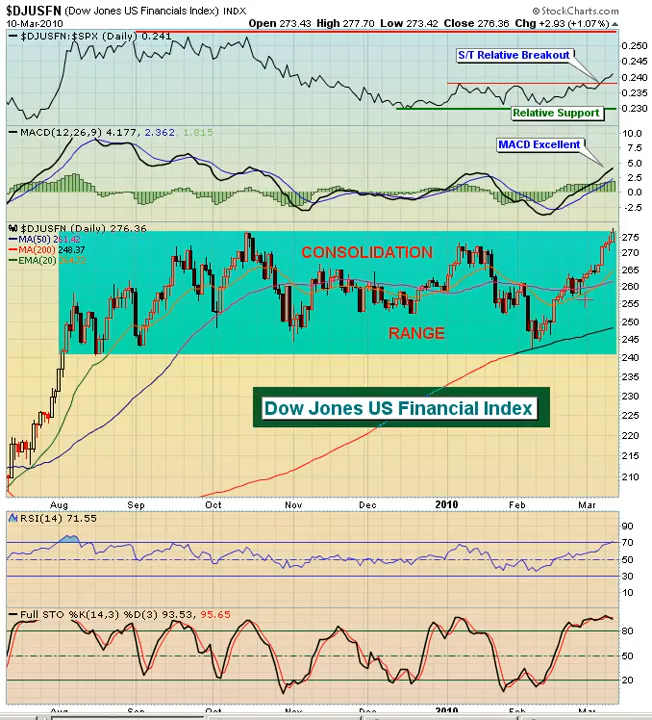 $DJUSFN (Dow Jones US Financials Index) INDX
© StockCharts.com
10-Mar-2010
Open 273.43 High 277.70 Low 273.42 Close 276.36 Chg +2.93 (+1.07%)
$DJUSFN:$SPX (Daily) 0.241
S/T Relative Breakout
Relative Support
0.250
0.245
0.240
0.235
0.230
MACD(12,26,9) 4.177, 2.362, 1.815
MACD Excellent
10.0
7.5
5.0
2.5
0.0
-2.5
$DJUSFN (Daily) 276.36
MA(50) 261.42
MA(200) 248.37
EMA(20)
CONSOLIDATION
RANGE
Dow Jones US Financial Index
275
270
265
260
255
250
245
240
235
230
225
220
215
210
Aug Sep Oct Nov Dec 2010 Feb Mar
RSI(14) 71.55
90
70
50
30
10
Full STO %K(14,3) %D(3) 93.53, 95.65
80
50
20
Aug Sep Oct Nov Dec 2010 Feb Mar